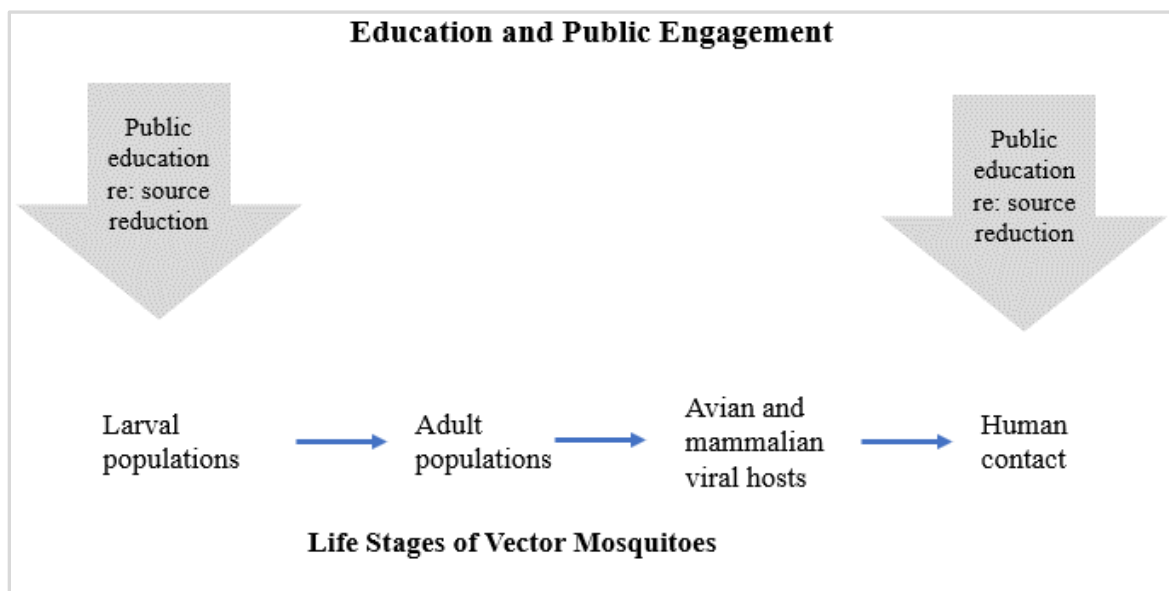 Education and Public Engagement
Public
education
re: source
reduction
Public
education
re: source
reduction
Larval
populations
Adult
populations
Avian and
mammalian
viral hosts
Human
contact
Life Stages of Vector Mosquitoes